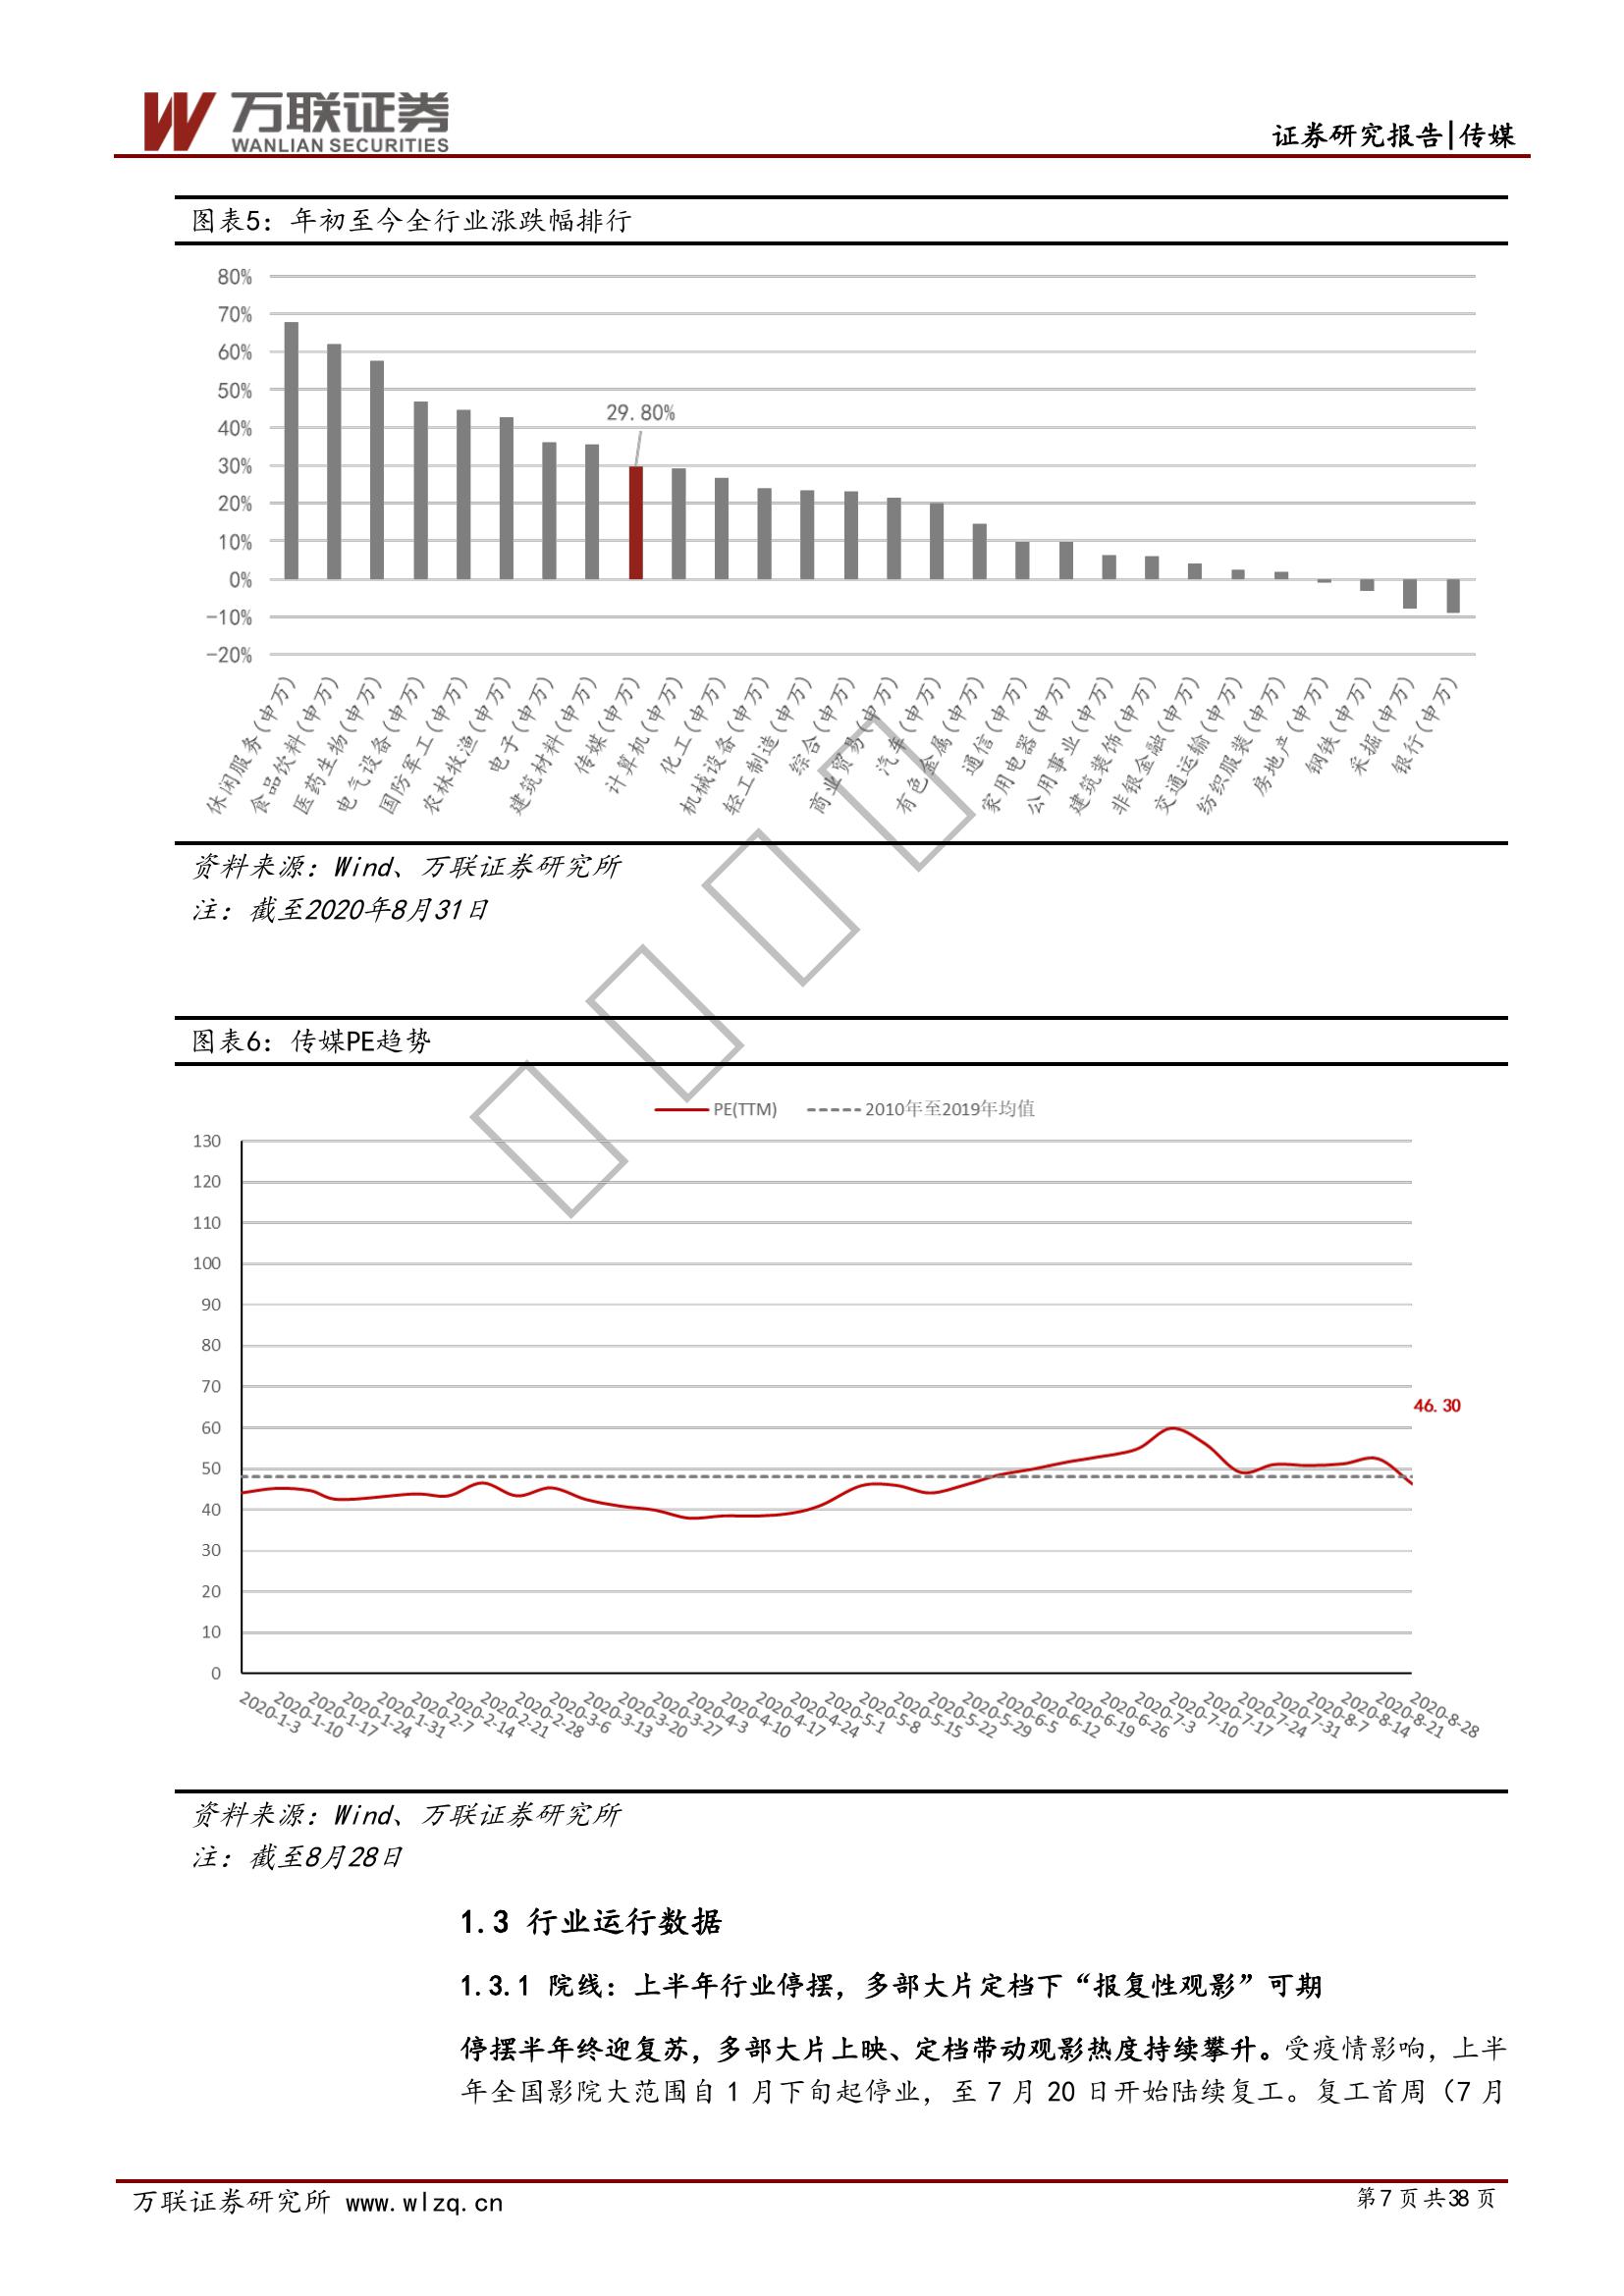 万联证券
WANLIAN SECURITIES
证券研究报告|传媒
图表5：年初至今全行业涨跌幅排行
80%
70%
60%
50%
40%
30%
20%
10%
0%
-10%
-20%
29.80%
休闲服务(申万)
食品饮料(申万)
医药生物(申万)
电气设备(申万)
国防军工(申万)
农林牧渔(申万)
电子(申万)
建筑材料(申万)
传媒(申万)
计算机(申万)
化工(申万)
机械设备(申万)
轻工制造(申万)
综合(申万)
商业贸易(申万)
汽车(申万)
有色金属(申万)
通信(申万)
家用电器(申万)
公用事业(申万)
建筑装饰(申万)
非银金融(申万)
交通运输(申万)
纺织服装(申万)
房地产(申万)
钢铁(申万)
采掘(申万)
银行(申万)
资料来源：Wind、万联证券研究所
注：截至2020年8月31日
图表6：传媒PE趋势
PE(TTM)
2010年至2019年均值
130
120
110
100
90
80
70
60
50
40
30
20
10
0
46.30
2020-1-3
2020-1-10
2020-1-17
2020-1-24
2020-1-31
2020-2-7
2020-2-14
2020-2-21
2020-2-28
2020-3-6
2020-3-13
2020-3-20
2020-3-27
2020-4-3
2020-4-10
2020-4-17
2020-4-24
2020-5-1
2020-5-8
2020-5-15
2020-5-22
2020-5-29
2020-6-5
2020-6-12
2020-6-19
2020-6-26
2020-7-3
2020-7-10
2020-7-17
2020-7-24
2020-7-31
2020-8-7
2020-8-14
2020-8-21
2020-8-28
资料来源：Wind、万联证券研究所
注：截至8月28日
1.3 行业运行数据
1.3.1 院线：上半年行业停摆，多部大片定档下“报复性观影”可期
停摆半年终迎复苏，多部大片上映、定档带动观影热度持续攀升。受疫情影响，上半
年全国影院大范围自 1 月下旬起停业，至 7 月 20 日开始陆续复工。复工首周（7 月
万联证券研究所 www.wlzq.cn
第7页共38页